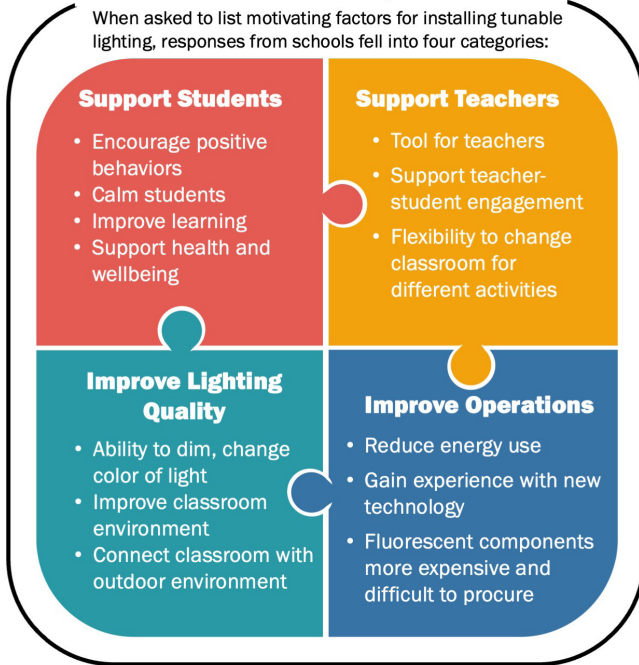 When asked to list motivating factors for installing tunable
lighting, responses from schools fell into four categories:
Support Students
• Encourage positive
behaviors
• Calm students
• Improve learning
• Support health and
wellbeing
Support Teachers
• Tool for teachers
• Support teacher-
student engagement
• Flexibility to change
classroom for
different activities
Improve Lighting
Quality
• Ability to dim, change
color of light
• Improve classroom
environment
• Connect classroom with
outdoor environment
Improve Operations
• Reduce energy use
• Gain experience with new
technology
• Fluorescent components
more expensive and
difficult to procure